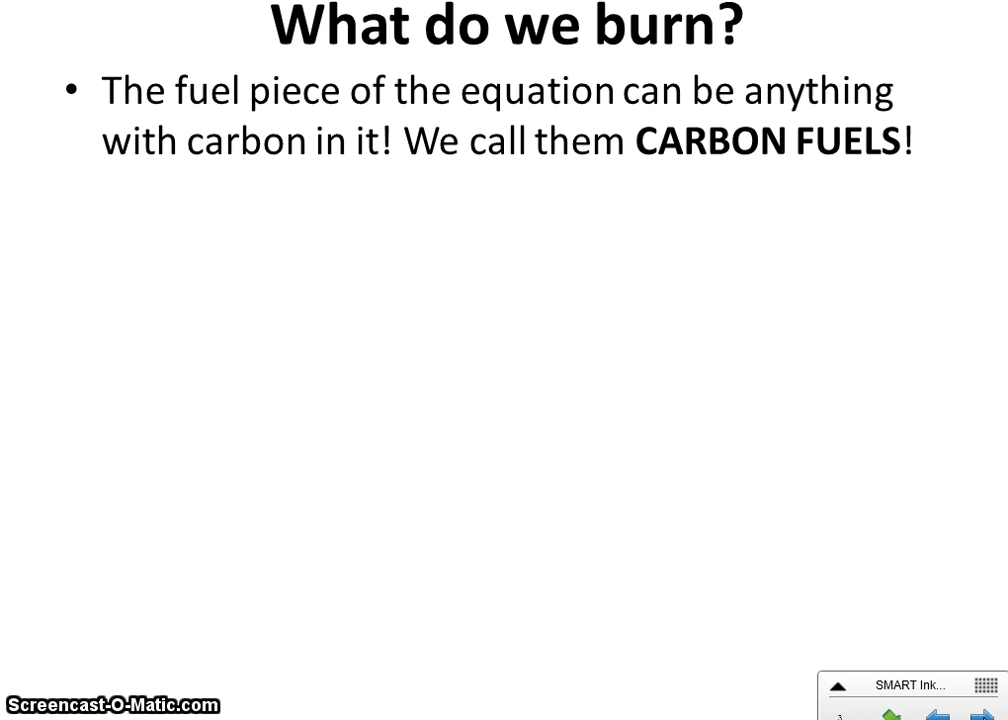 What do we burn?
• The fuel piece of the equation can be anything
with carbon in it! We call them CARBON FUELS!
Screencast-O-Matic.com
SMART Ink...
3